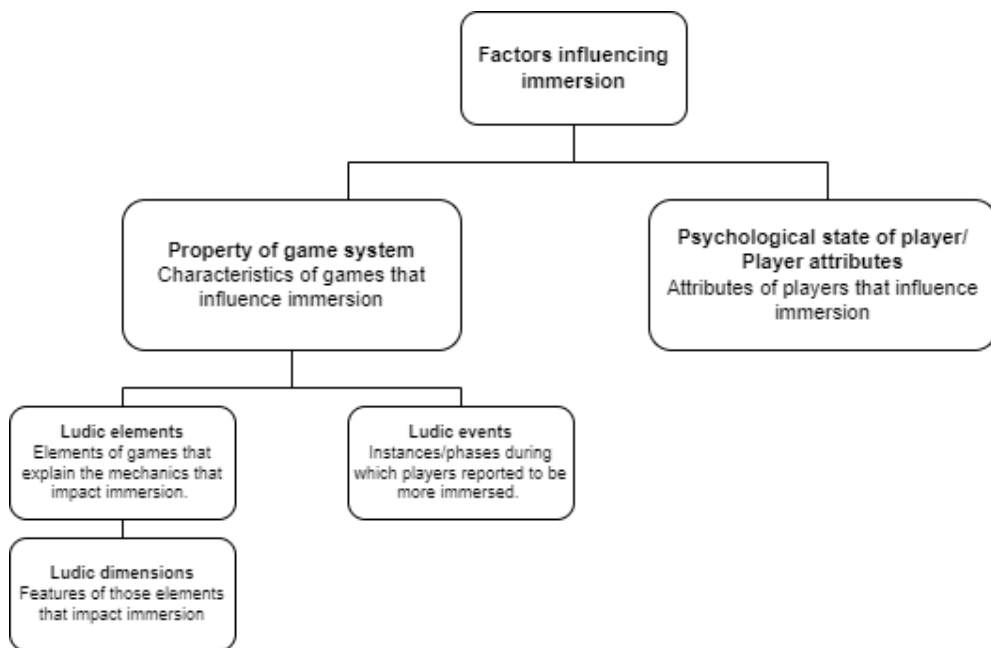 Factors influencing
immersion
Property of game system
Characteristics of games that
influence immersion
Psychological state of player/
Player attributes
Attributes of players that influence
immersion
Ludic elements
Elements of games that
explain the mechanics that
impact immersion.
Ludic events
Instances/phases during
which players reported to be
more immersed.
Ludic dimensions
Features of those elements
that impact immersion